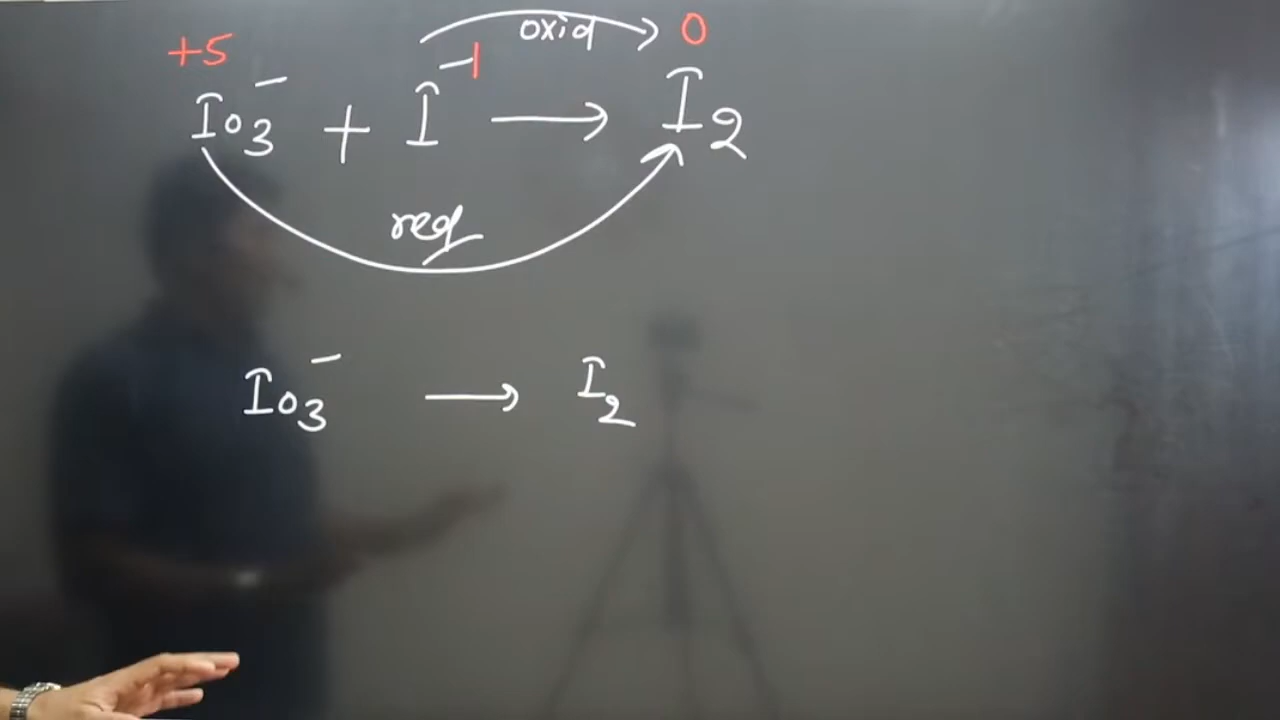 oxid
+5 -1 0
Io3⁻ + I⁻ → I2
red
Io3⁻ → I2